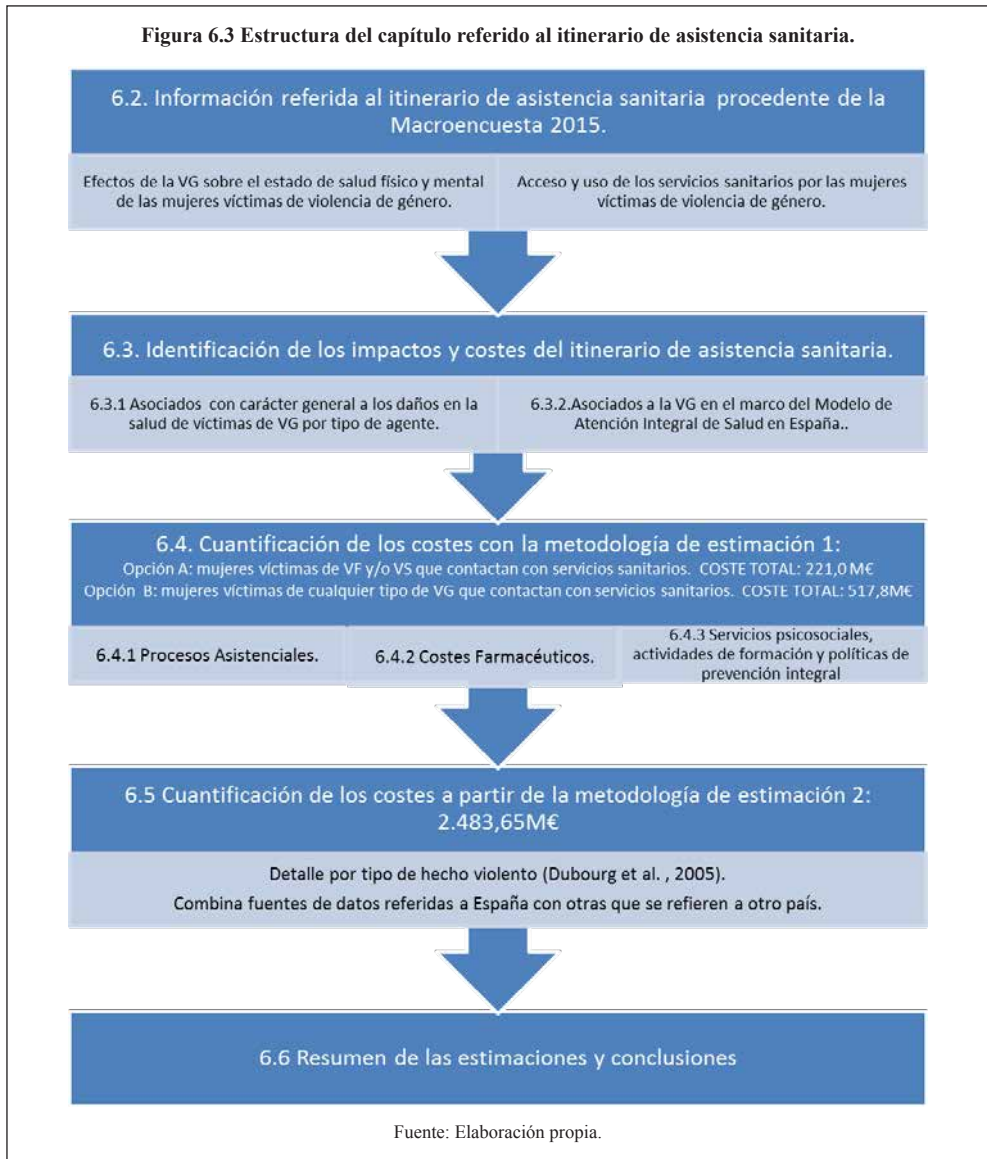 Figura 6.3 Estructura del capítulo referido al itinerario de asistencia sanitaria.
6.2. Información referida al itinerario de asistencia sanitaria procedente de la
Macroencuesta 2015.
Efectos de la VG sobre el estado de salud físico y mental
de las mujeres víctimas de violencia de género.
Acceso y uso de los servicios sanitarios por las mujeres
víctimas de violencia de género.
6.3. Identificación de los impactos y costes del itinerario de asistencia sanitaria.
6.3.1 Asociados con carácter general a los daños en la
salud de víctimas de VG por tipo de agente.
6.3.2.Asociados a la VG en el marco del Modelo de
Atención Integral de Salud en España..
6.4. Cuantificación de los costes con la metodología de estimación 1:
Opción A: mujeres víctimas de VF y/o VS que contactan con servicios sanitarios. COSTE TOTAL: 221,0 M€
Opción B: mujeres víctimas de cualquier tipo de VG que contactan con servicios sanitarios. COSTE TOTAL: 517,8M€
6.4.1 Procesos Asistenciales.
6.4.2 Costes Farmacéuticos.
6.4.3 Servicios psicosociales,
actividades de formación y políticas de
prevención integral
6.5 Cuantificación de los costes a partir de la metodología de estimación 2:
2.483,65M€
Detalle por tipo de hecho violento (Dubourg et al. , 2005).
Combina fuentes de datos referidas a España con otras que se refieren a otro país.
6.6 Resumen de las estimaciones y conclusiones
Fuente: Elaboración propia.